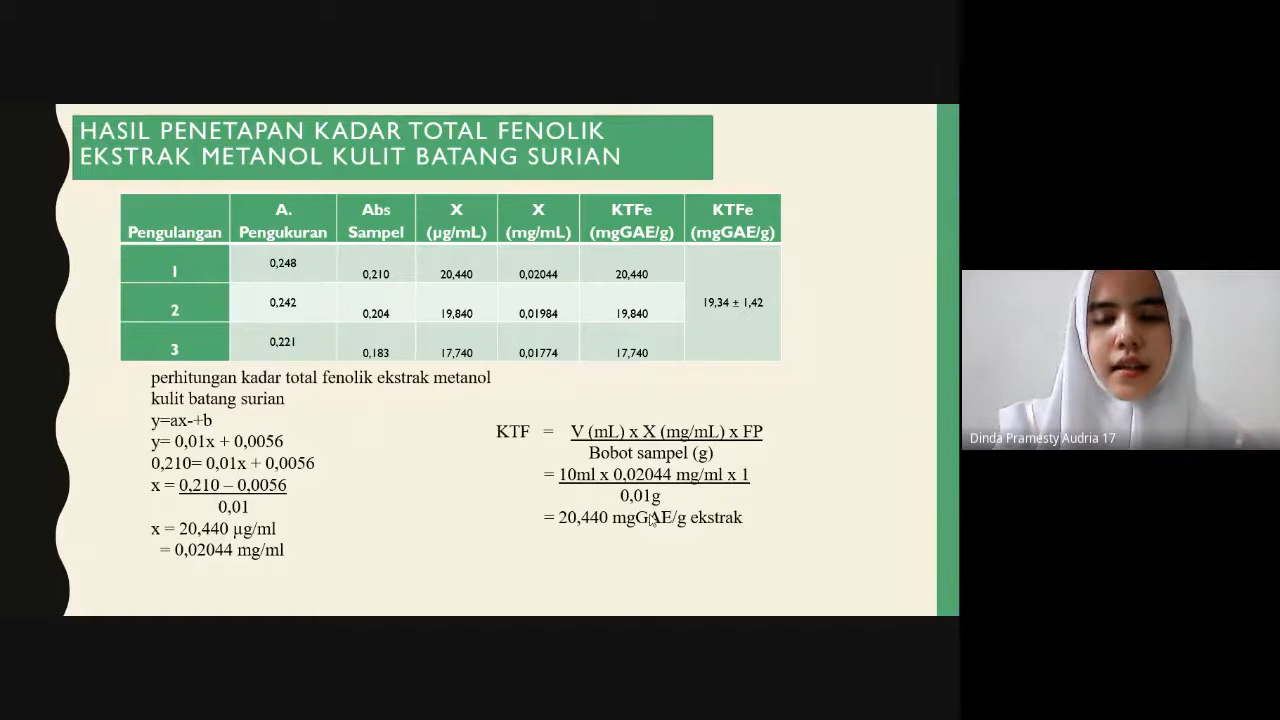 HASIL PENETAPAN KADAR TOTAL FENOLIK
EKSTRAK METANOL KULIT BATANG SURIAN
Pengulangan A. Pengukuran Abs Sampel X (µg/mL) X (mg/mL) KTFe (mgGAE/g) KTFe (mgGAE/g)
1 0,248 0,210 20,440 0,02044 20,440 19,34 ± 1,42
2 0,242 0,204 19,840 0,01984 19,840
3 0,221 0,183 17,740 0,01774 17,740
perhitungan kadar total fenolik ekstrak metanol
kulit batang surian
y=ax-+b
y= 0,01x + 0,0056
0,210= 0,01x + 0,0056
x = 0,210 – 0,0056
0,01
x = 20,440 µg/ml
= 0,02044 mg/ml
KTF = V (mL) x X (mg/mL) x FP
Bobot sampel (g)
= 10ml x 0,02044 mg/ml x 1
0,01g
= 20,440 mgGAE/g ekstrak
Dinda Pramesty Audria 17